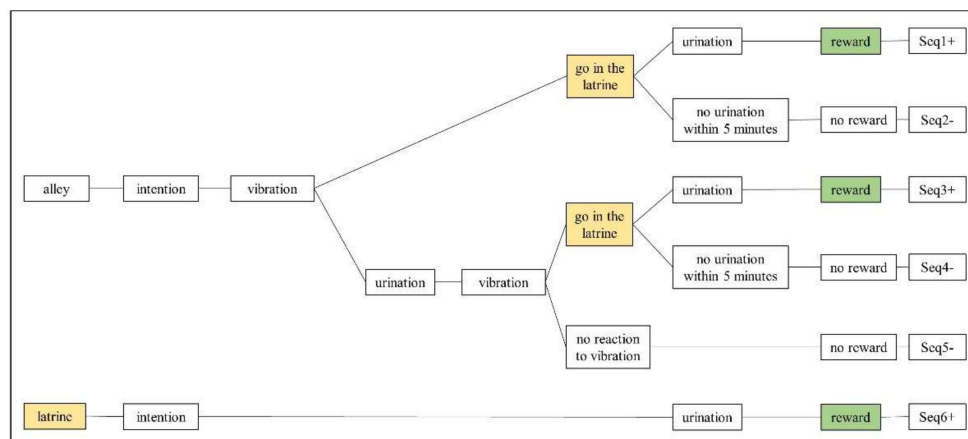 urination
reward
Seq1+
go in the
latrine
no urination
within 5 minutes
no reward
Seq2-
alley
intention
vibration
urination
reward
Seq3+
go in the
latrine
urination
vibration
no urination
within 5 minutes
no reward
Seq4-
no reaction
to vibration
no reward
Seq5-
latrine
intention
urination
reward
Seq6+